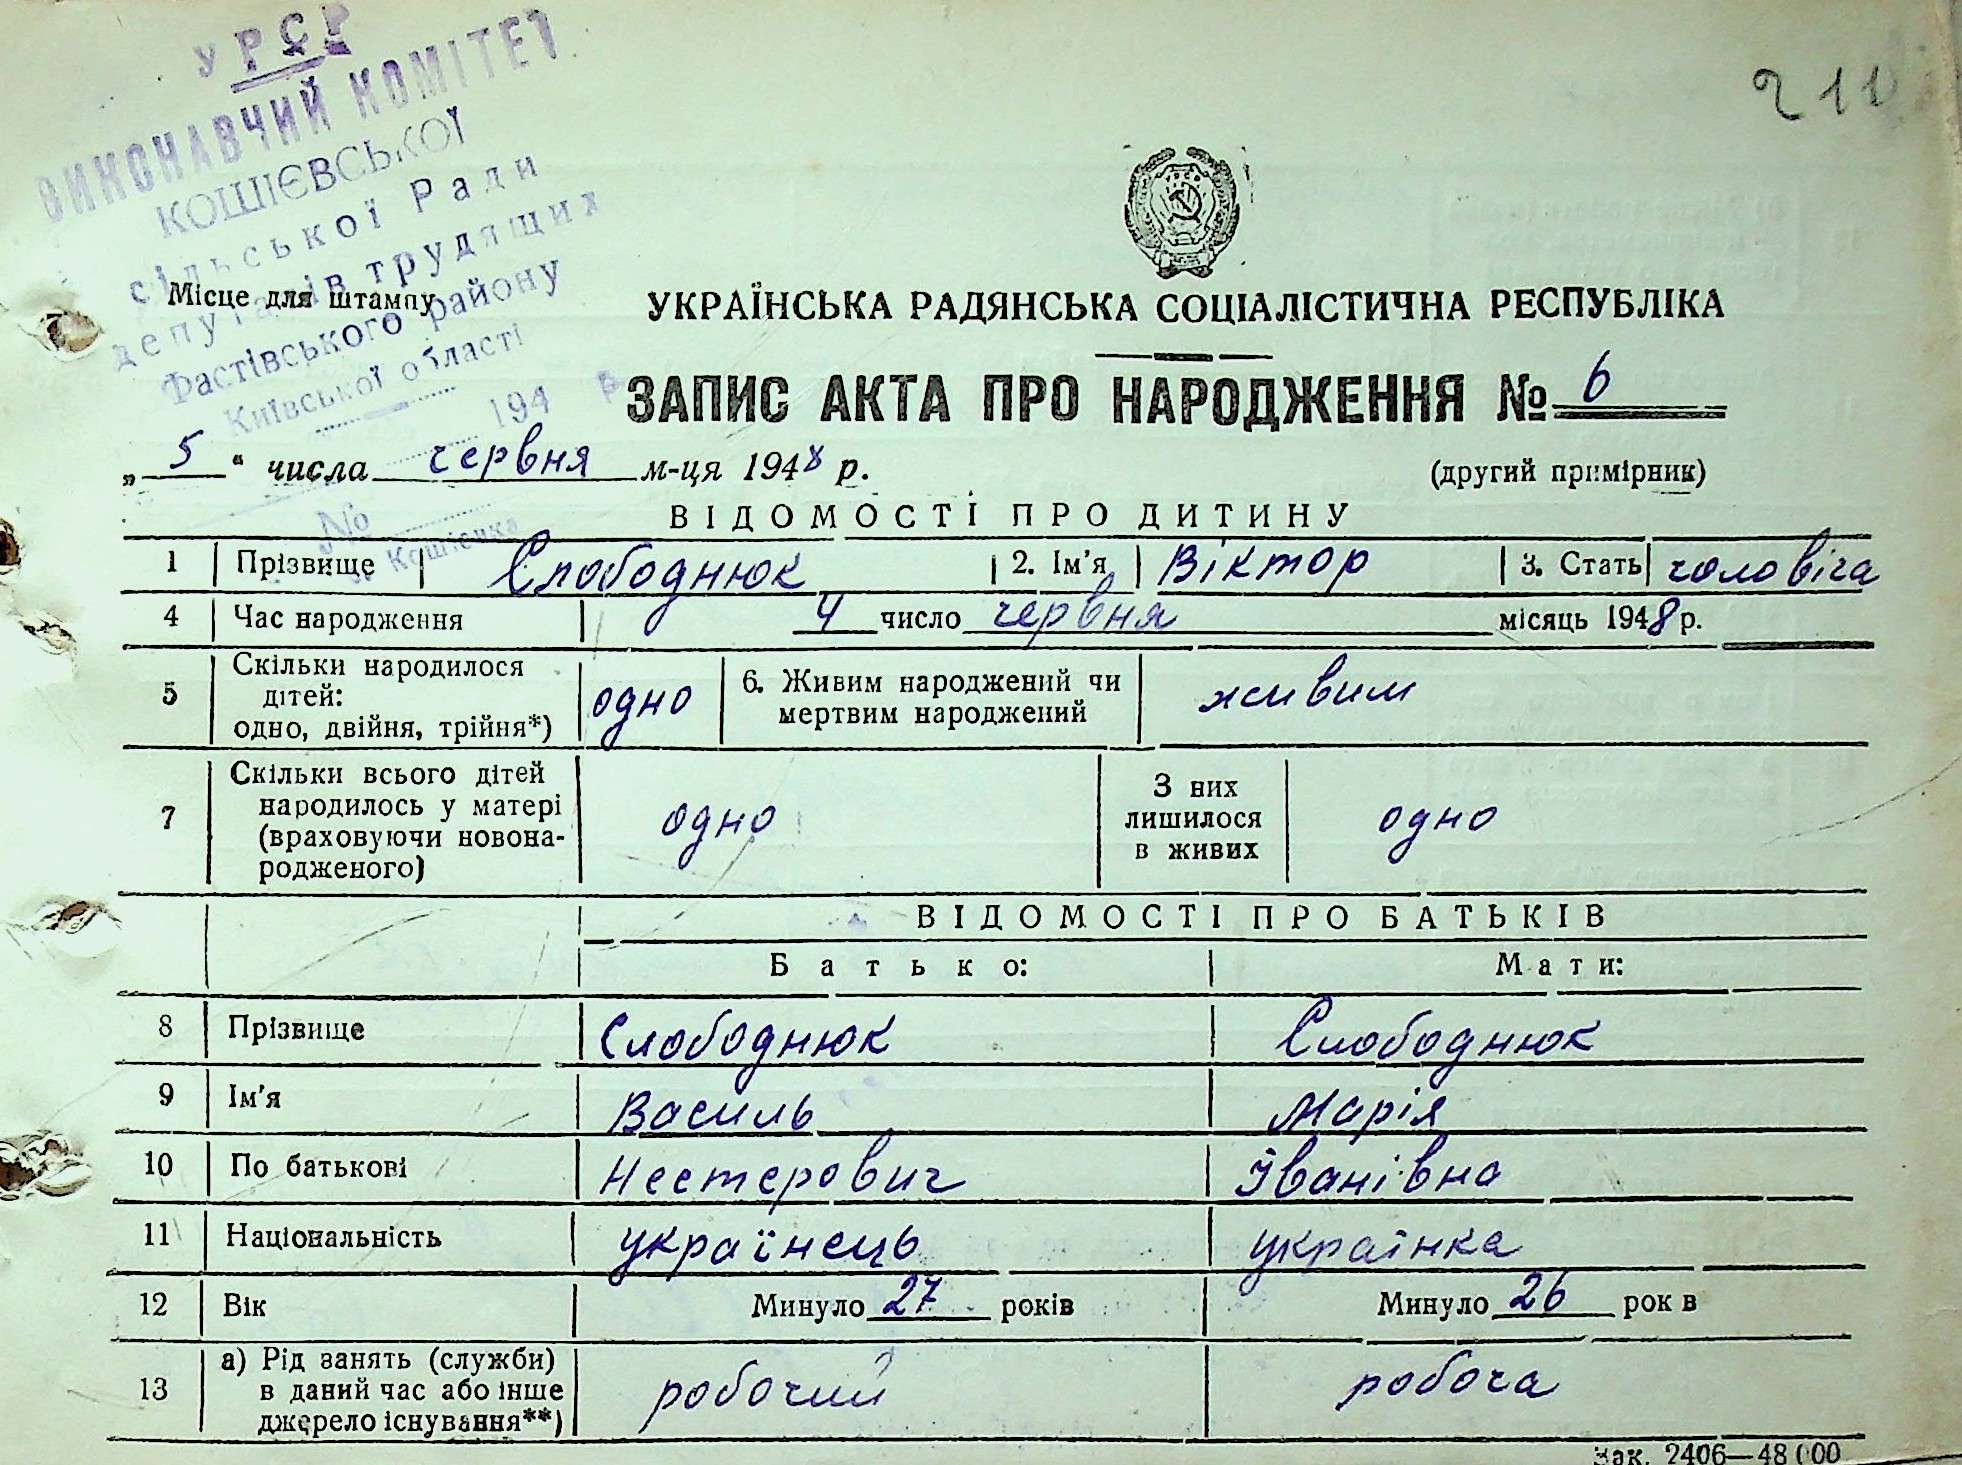 УРСР
ВИКОНАВЧИЙ КОМІТЕТ
КОЩІЄВСЬКОЇ
сільської Ради
депутатів трудящих
Фастівського району
Київської області
194 р
№
с. Кощієвка
211
Місце для штампу
УКРАЇНСЬКА РАДЯНСЬКА СОЦІАЛІСТИЧНА РЕСПУБЛІКА
ЗАПИС АКТА ПРО НАРОДЖЕННЯ № 6
„ 5 “ числа червня м-ця 1948 р.
(другий примірник)
ВІДОМОСТІ ПРО ДИТИНУ
1 Прізвище Слободнюк 2. Ім'я Віктор 3. Стать чоловіча
4 Час народження 4 число червня місяць 1948 р.
5 Скільки народилося дітей: одно, двійня, трійня*) одно 6. Живим народжений чи мертвим народжений живим
7 Скільки всього дітей народилось у матері (враховуючи новонародженого) одно З них лишилося в живих одно
ВІДОМОСТІ ПРО БАТЬКІВ
Батько: Мати:
8 Прізвище Слободнюк Слободнюк
9 Ім'я Василь Марія
10 По батькові Нестерович Іванівна
11 Національність українець українка
12 Вік Минуло 27 років Минуло 26 рок в
13 а) Рід занять (служби) в даний час або інше джерело існування**) робочий робоча
Зак. 2406—48000